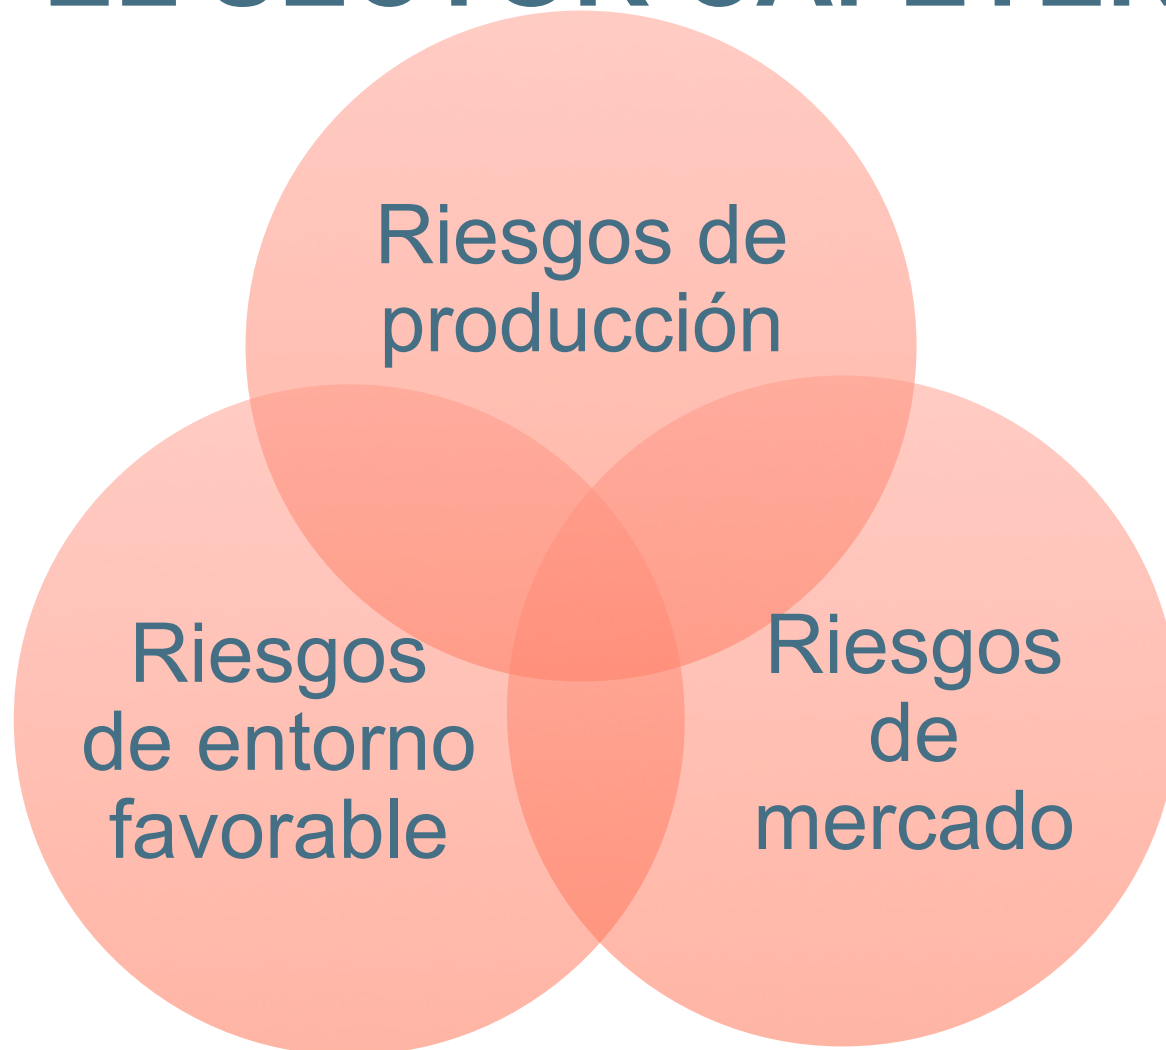 Riesgos de
producción
Riesgos
de entorno
favorable
Riesgos
de
mercado